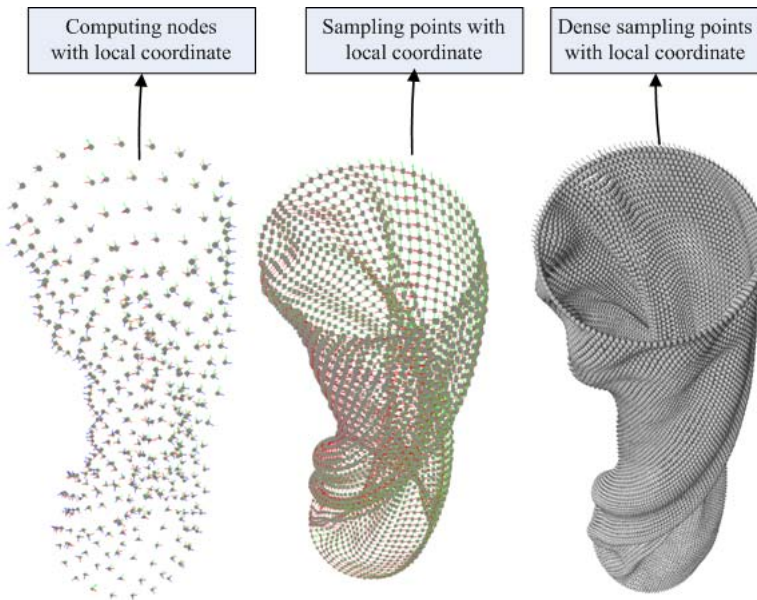 Computing nodes
with local coordinate
Sampling points with
local coordinate
Dense sampling points
with local coordinate